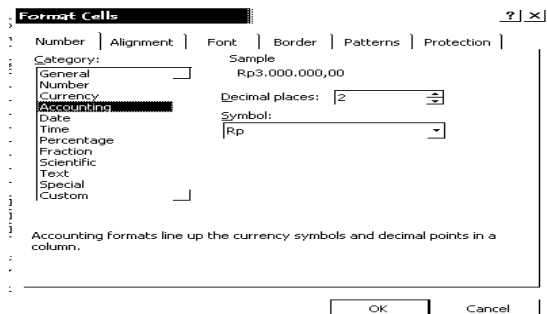 Format Cells
Number Alignment Font Border Patterns Protection
Category:
General
Number
Currency
Accounting
Date
Time
Percentage
Fraction
Scientific
Text
Special
Custom
Sample
Rp3.000.000,00
Decimal places: 2
Symbol:
Rp
Accounting formats line up the currency symbols and decimal points in a
column.
OK Cancel